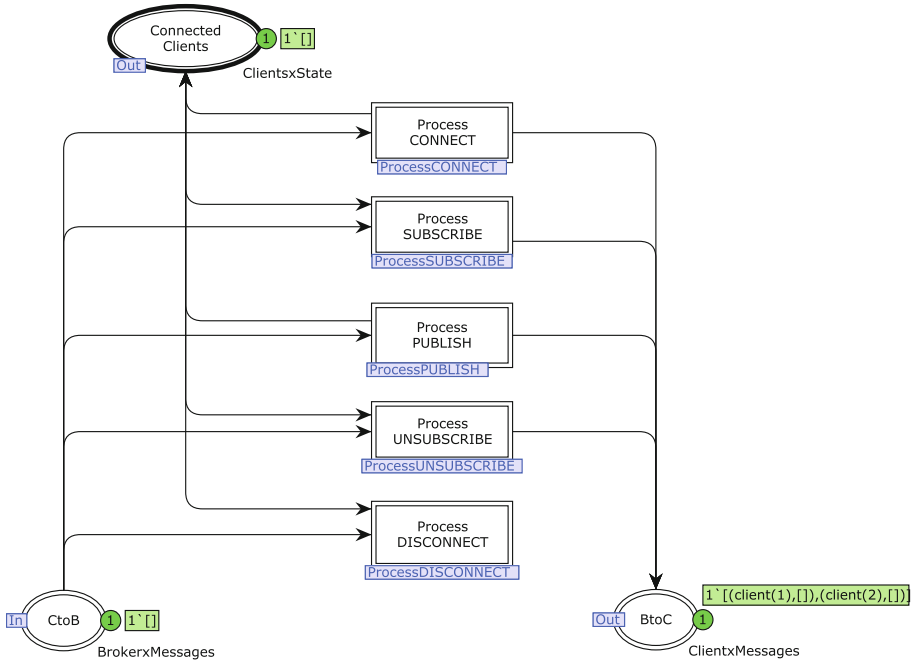 Connected
Clients
1
1`[]
Out
ClientsxState
Process
CONNECT
ProcessCONNECT
Process
SUBSCRIBE
ProcessSUBSCRIBE
Process
PUBLISH
ProcessPUBLISH
Process
UNSUBSCRIBE
ProcessUNSUBSCRIBE
Process
DISCONNECT
ProcessDISCONNECT
In
CtoB
1
1`[]
BrokerxMessages
1`[(client(1),[]),(client(2),[])]
Out
BtoC
1
ClientxMessages